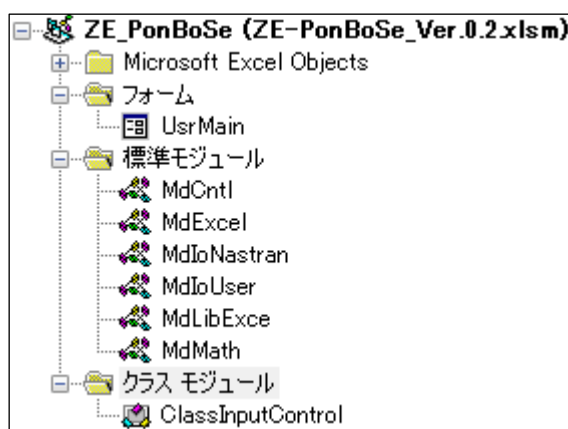 ZE_PonBoSe (ZE-PonBoSe_Ver.0.2.xlsm)
Microsoft Excel Objects
フォーム
UsrMain
標準モジュール
MdCntl
MdExcel
MdIoNastran
MdIoUser
MdLibExce
MdMath
クラス モジュール
ClassInputControl